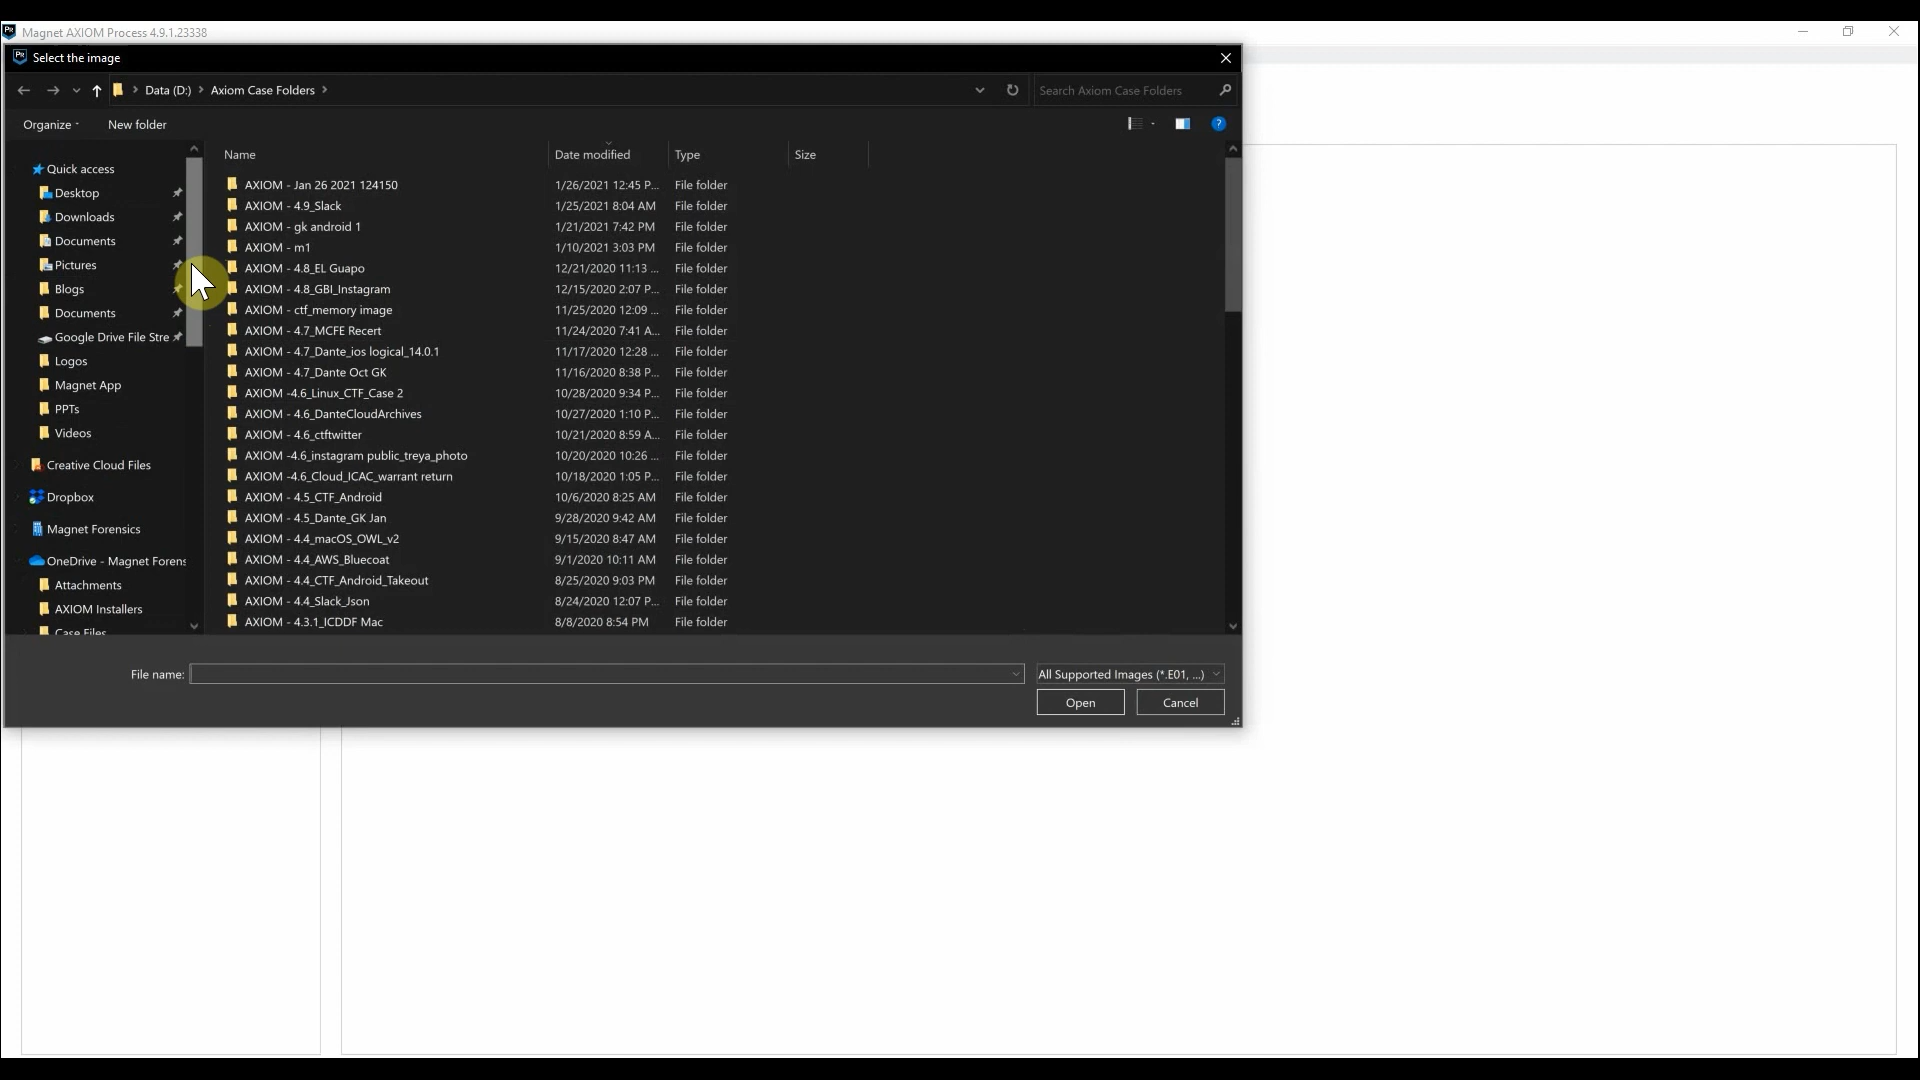 Magnet AXIOM Process 4.9.1.23338
Select the image
Data (D:) Axiom Case Folders
Search Axiom Case Folders
Organize New folder
Name Date modified Type Size
Quick access
Desktop
Downloads
Documents
Pictures
Blogs
Documents
Google Drive File Stre
Logos
Magnet App
PPTs
Videos
Creative Cloud Files
Dropbox
Magnet Forensics
OneDrive - Magnet Forens
Attachments
AXIOM Installers
Case Files
AXIOM - Jan 26 2021 124150 1/26/2021 12:45 P... File folder
AXIOM - 4.9_Slack 1/25/2021 8:04 AM File folder
AXIOM - gk android 1 1/21/2021 7:42 PM File folder
AXIOM - m1 1/10/2021 3:03 PM File folder
AXIOM - 4.8_EL Guapo 12/21/2020 11:13 ... File folder
AXIOM - 4.8_GBI_Instagram 12/15/2020 2:07 P... File folder
AXIOM - ctf_memory image 11/25/2020 12:09 ... File folder
AXIOM - 4.7_MCFE Recert 11/24/2020 7:41 A... File folder
AXIOM - 4.7_Dante_ios logical_14.0.1 11/17/2020 12:28 ... File folder
AXIOM - 4.7_Dante Oct GK 11/16/2020 8:38 P... File folder
AXIOM -4.6_Linux_CTF_Case 2 10/28/2020 9:34 P... File folder
AXIOM - 4.6_DanteCloudArchives 10/27/2020 1:10 P... File folder
AXIOM - 4.6_ctftwitter 10/21/2020 8:59 A... File folder
AXIOM -4.6_instagram public_treya_photo 10/20/2020 10:26 ... File folder
AXIOM -4.6_Cloud_ICAC_warrant return 10/18/2020 1:05 P... File folder
AXIOM - 4.5_CTF_Android 10/6/2020 8:25 AM File folder
AXIOM - 4.5_Dante_GK Jan 9/28/2020 9:42 AM File folder
AXIOM - 4.4_macOS_OWL_v2 9/15/2020 8:47 AM File folder
AXIOM - 4.4_AWS_Bluecoat 9/1/2020 10:11 AM File folder
AXIOM - 4.4_CTF_Android_Takeout 8/25/2020 9:03 PM File folder
AXIOM - 4.4_Slack_Json 8/24/2020 12:07 P... File folder
AXIOM - 4.3.1_ICDDF Mac 8/8/2020 8:54 PM File folder
File name: All Supported Images (*.E01, ...)
Open Cancel